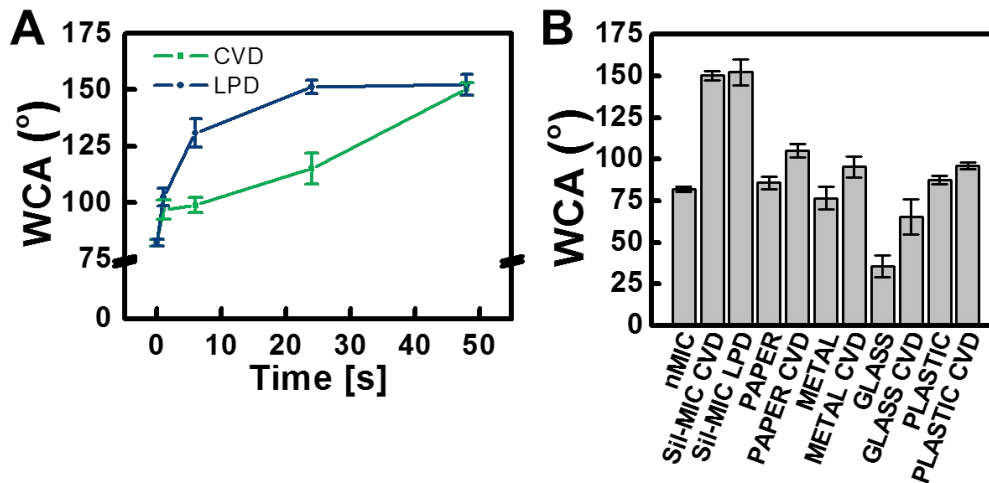 A
WCA (°)
175
150
125
100
75
0
CVD
LPD
0
10
20
30
40
50
Time [s]
B
WCA (°)
175
150
125
100
75
50
25
0
nMIC
Sil-MIC CVD
Sil-MIC LPD
PAPER
PAPER CVD
METAL
METAL CVD
GLASS
GLASS CVD
PLASTIC
PLASTIC CVD